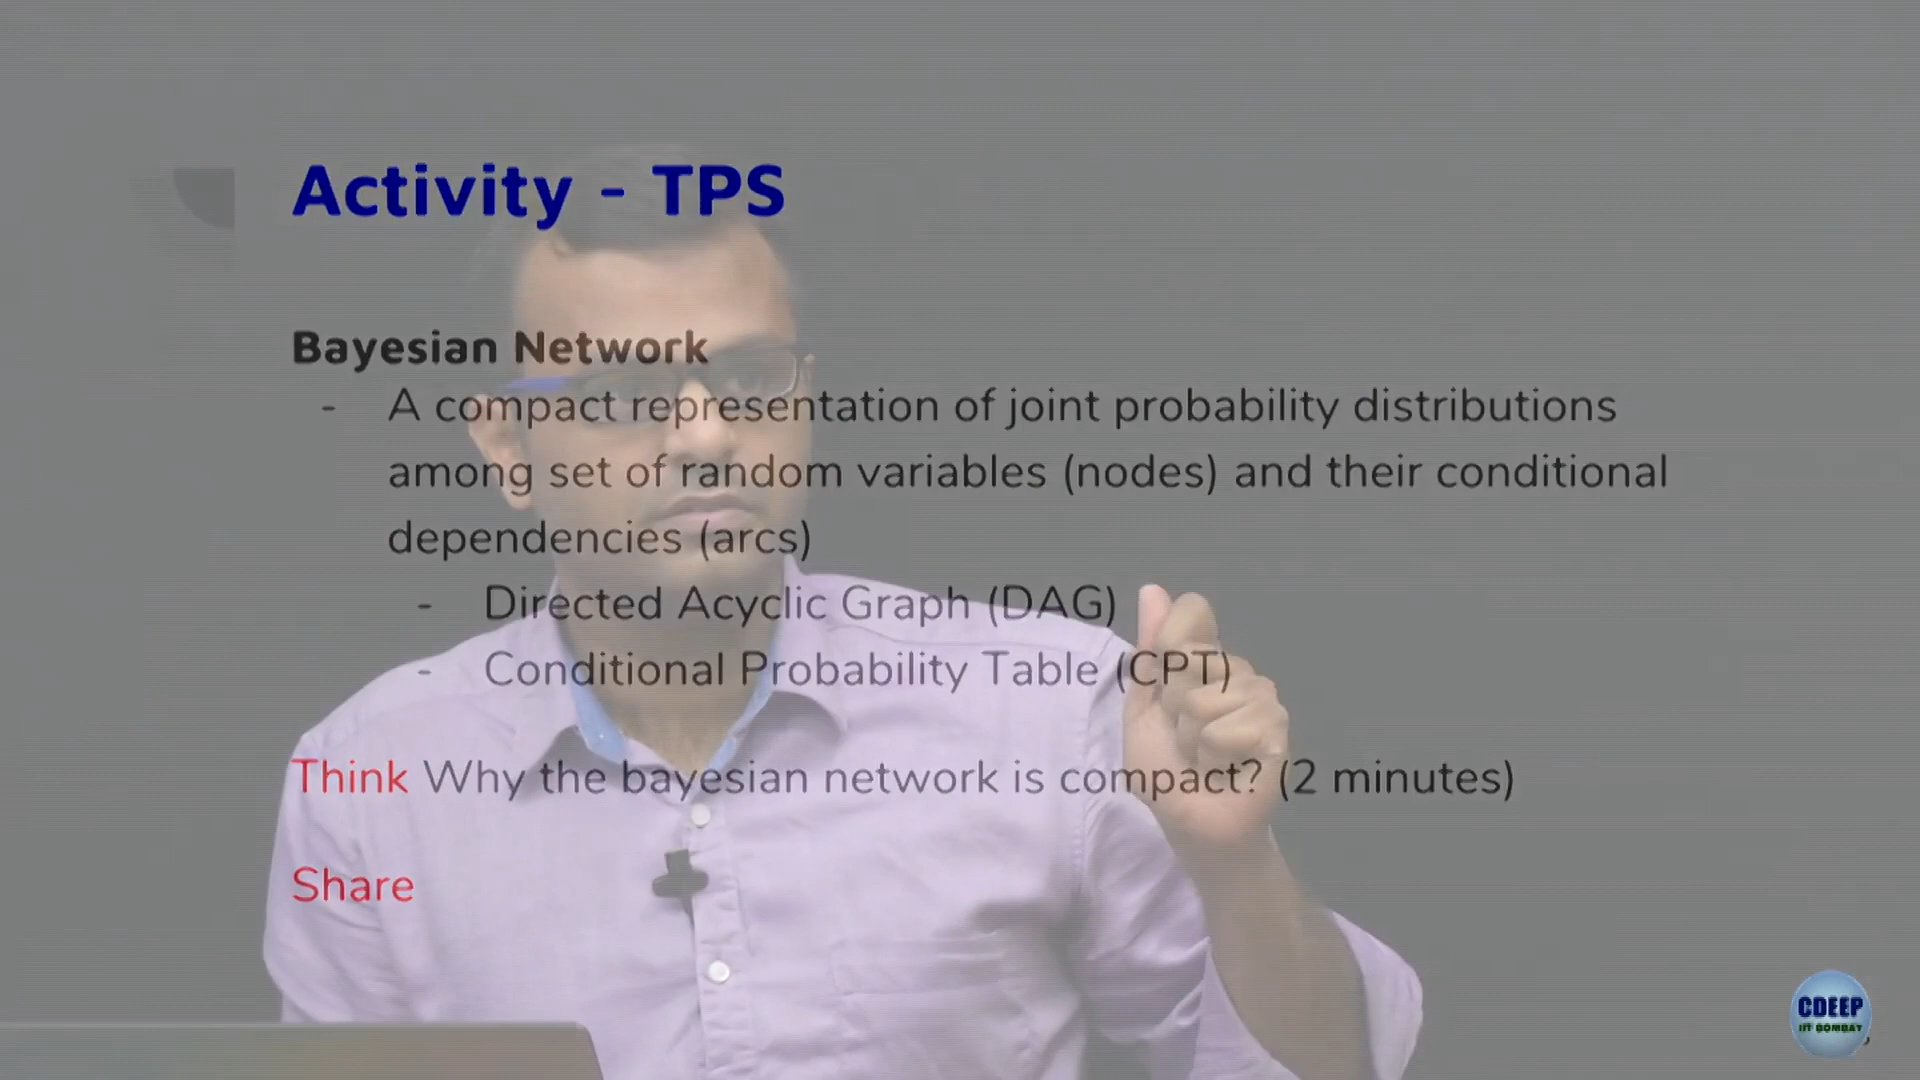 Activity - TPS
Bayesian Network
- A compact representation of joint probability distributions
among set of random variables (nodes) and their conditional
dependencies (arcs)
- Directed Acyclic Graph (DAG)
- Conditional Probability Table (CPT)
Think Why the bayesian network is compact? (2 minutes)
Share
CDEEP
IIT BOMBAY